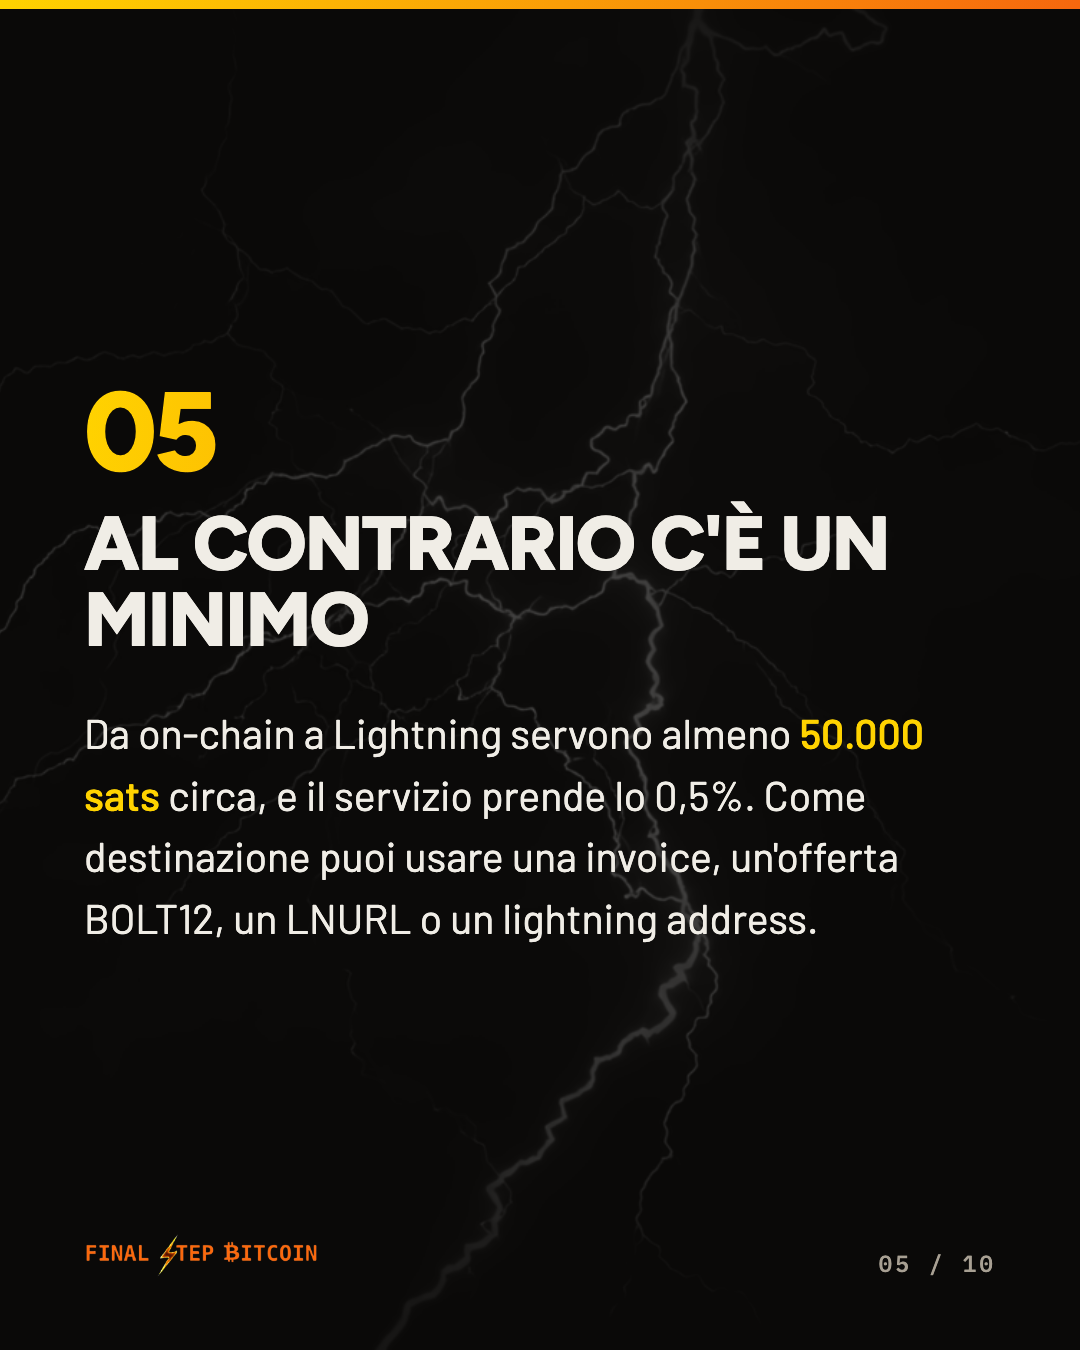 05
AL CONTRARIO C'È UN
MINIMO
Da on-chain a Lightning servono almeno 50.000
sats circa, e il servizio prende lo 0,5%. Come
destinazione puoi usare una invoice, un'offerta
BOLT12, un LNURL o un lightning address.
FINAL STEP BITCOIN
05 / 10